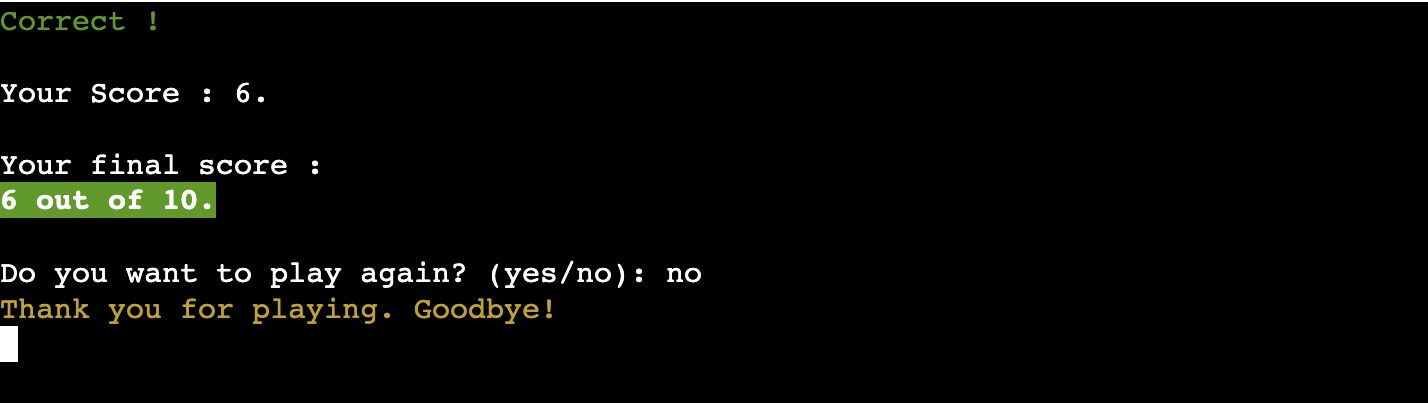 Correct !
Your Score : 6.
Your final score :
6 out of 10.
Do you want to play again? (yes/no): no
Thank you for playing. Goodbye!